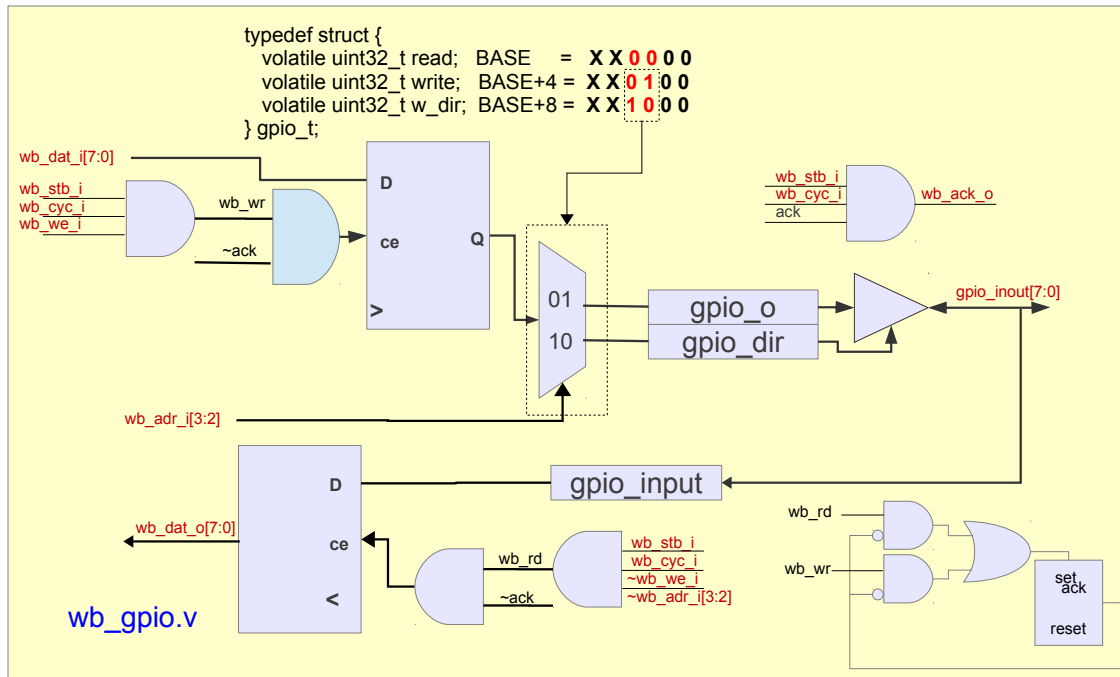 typedef struct {
volatile uint32_t read; BASE = X X 0 0 0 0
volatile uint32_t write; BASE+4 = X X 0 1 0 0
volatile uint32_t w_dir; BASE+8 = X X 1 0 0 0
} gpio_t;
wb_dat_i[7:0]
wb_stb_i
wb_cyc_i
wb_we_i
wb_wr
~ack
D
ce
Q
>
wb_stb_i
wb_cyc_i
ack
wb_ack_o
01
10
gpio_o
gpio_dir
gpio_inout[7:0]
wb_adr_i[3:2]
D
ce
<
gpio_input
wb_dat_o[7:0]
wb_rd
~ack
wb_stb_i
wb_cyc_i
~wb_we_i
~wb_adr_i[3:2]
wb_rd
wb_wr
set
ack
reset
wb_gpio.v